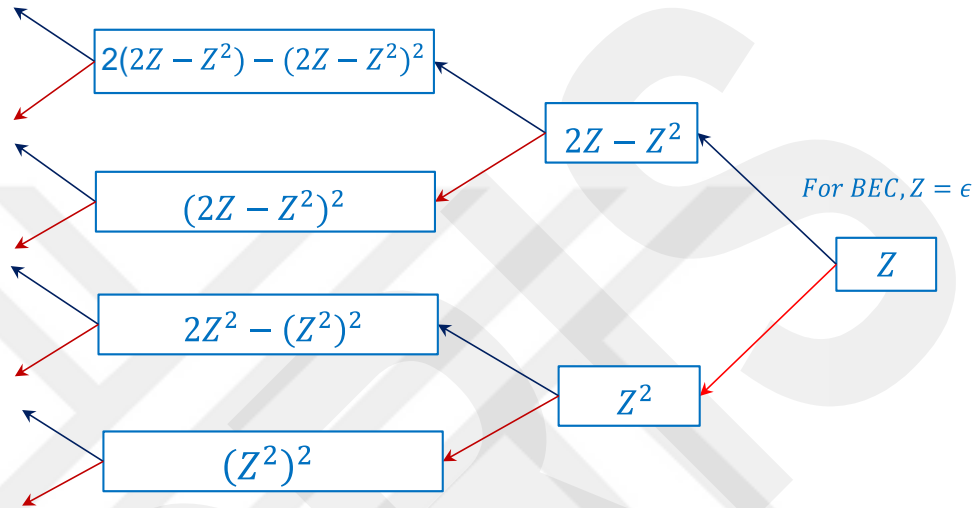 2(2Z − Z²) − (2Z − Z²)²
2Z − Z²
(2Z − Z²)²
For BEC, Z = ϵ
Z
2Z² − (Z²)²
Z²
(Z²)²